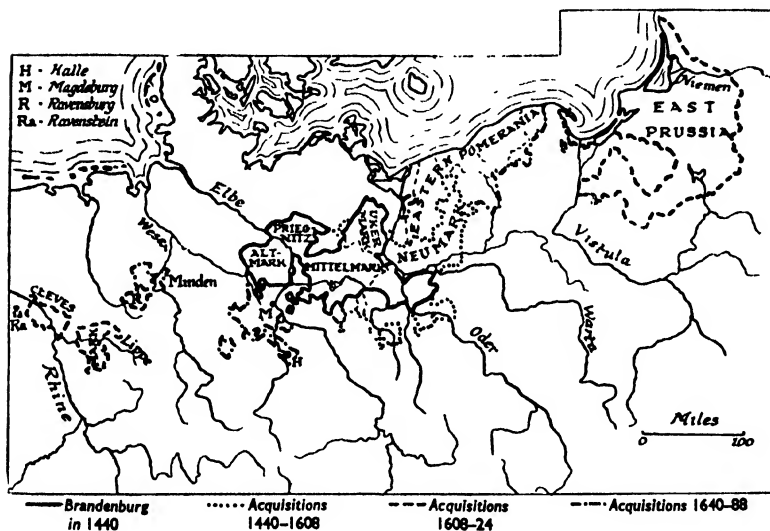 H - Halle
M - Magdeburg
R - Ravensburg
Ra - Ravenstein
Niemen
EAST
PRUSSIA
EASTERN POMERANIA
Elbe
PRIEG
NITZ
UKER
MARK
NEUMARK
Weser
ALT-
MARK
MITTELMARK
Vistula
Minden
R
CLEVES
M
Ra
MARK
Lippe
H
Oder
Warta
Rhine
Miles
0 100
Brandenburg
in 1440
Acquisitions
1440-1608
Acquisitions
1608-24
Acquisitions 1640-88